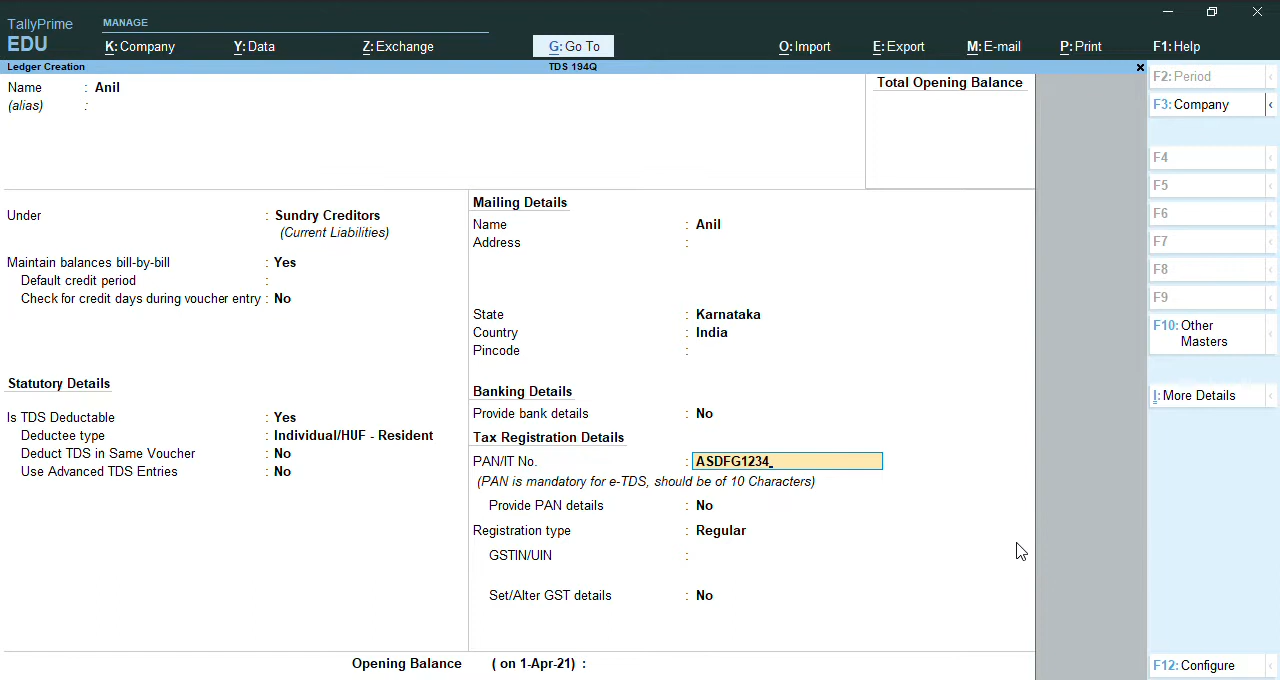 TallyPrime
EDU
MANAGE
K: Company
Y: Data
Z: Exchange
G: Go To
O: Import
E: Export
M: E-mail
P: Print
F1: Help
Ledger Creation
TDS 194Q
Name : Anil
(alias) :
Total Opening Balance
Under : Sundry Creditors
(Current Liabilities)
Maintain balances bill-by-bill : Yes
Default credit period :
Check for credit days during voucher entry : No
Statutory Details
Is TDS Deductable : Yes
Deductee type : Individual/HUF - Resident
Deduct TDS in Same Voucher : No
Use Advanced TDS Entries : No
Mailing Details
Name : Anil
Address :
State : Karnataka
Country : India
Pincode :
Banking Details
Provide bank details : No
Tax Registration Details
PAN/IT No. : ASDFG1234
(PAN is mandatory for e-TDS, should be of 10 Characters)
Provide PAN details : No
Registration type : Regular
GSTIN/UIN :
Set/Alter GST details : No
Opening Balance ( on 1-Apr-21) :
F2: Period
F3: Company
F4
F5
F6
F7
F8
F9
F10: Other
Masters
I: More Details
F12: Configure